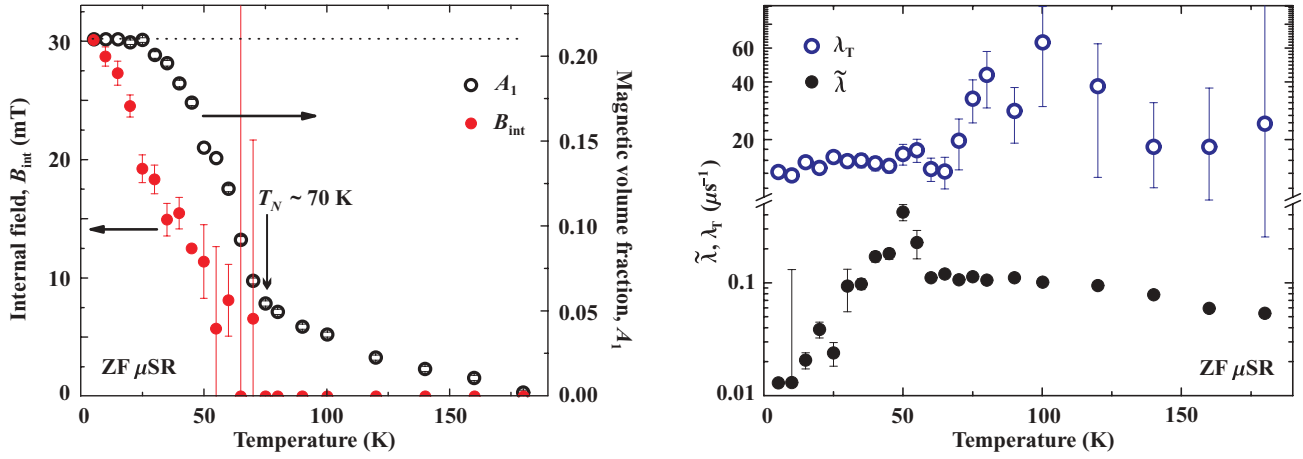 30
20
10
0
0
50
100
150
0.20
0.15
0.10
0.05
0.00
Internal field, B_int (mT)
Magnetic volume fraction, A_1
A_1
B_int
T_N ~ 70 K
ZF μSR
Temperature (K)
60
40
20
0.1
0.01
0
50
100
150
λ̃, λ_T (μs⁻¹)
λ_T
λ̃
ZF μSR
Temperature (K)